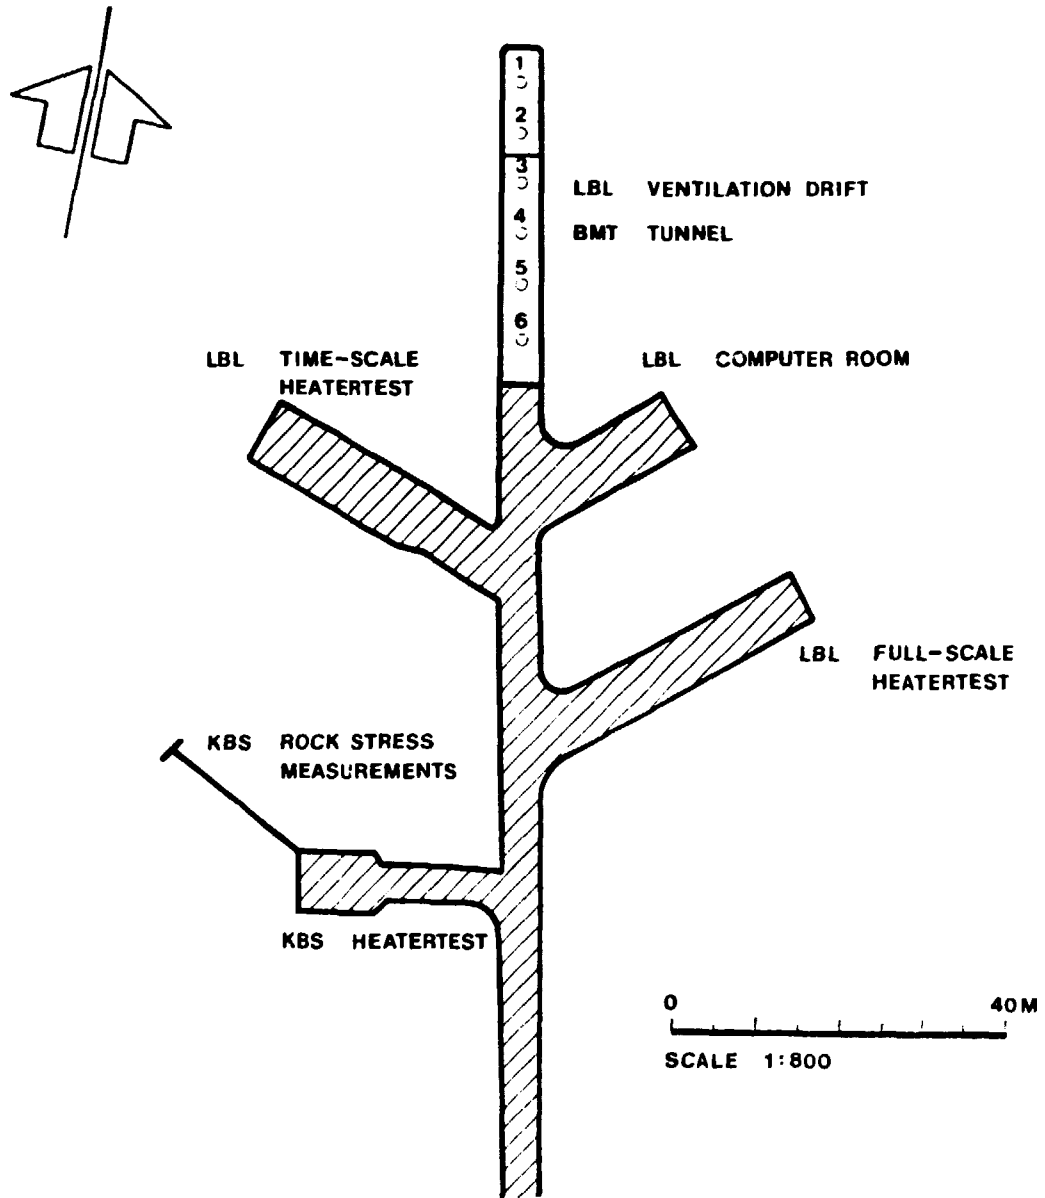 1
2
3
LBL VENTILATION DRIFT
4
BMT TUNNEL
5
6
LBL TIME-SCALE
HEATERTEST
LBL COMPUTER ROOM
LBL FULL-SCALE
HEATERTEST
KBS ROCK STRESS
MEASUREMENTS
KBS HEATERTEST
0 40M
SCALE 1:800